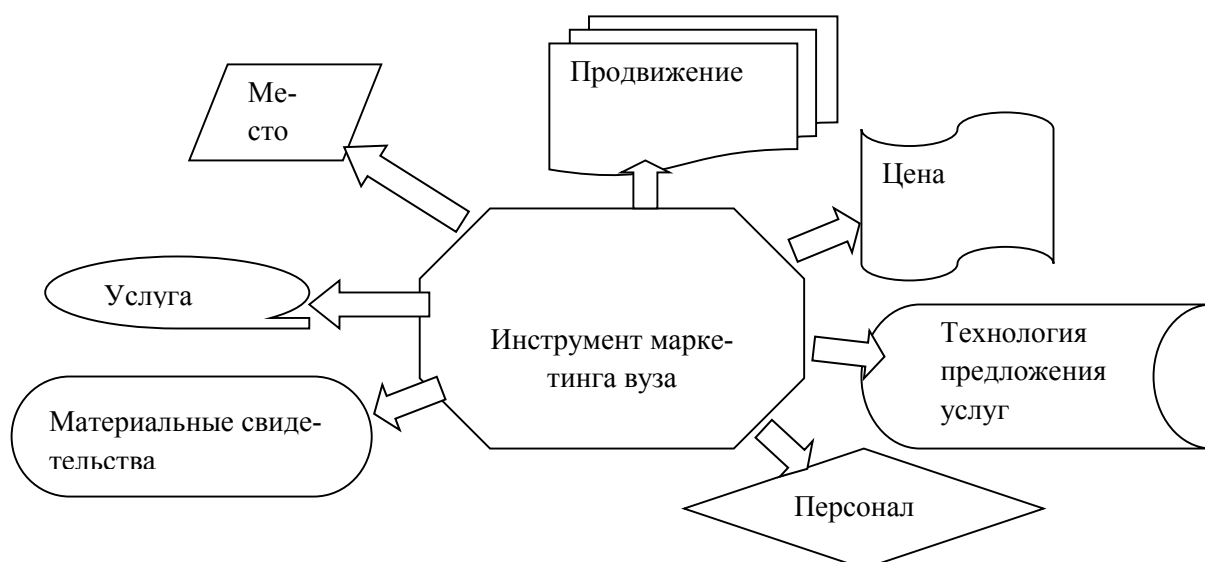 Продвижение
Ме-
сто
Цена
Услуга
Инструмент марке-
тинга вуза
Технология
предложения
услуг
Материальные свиде-
тельства
Персонал